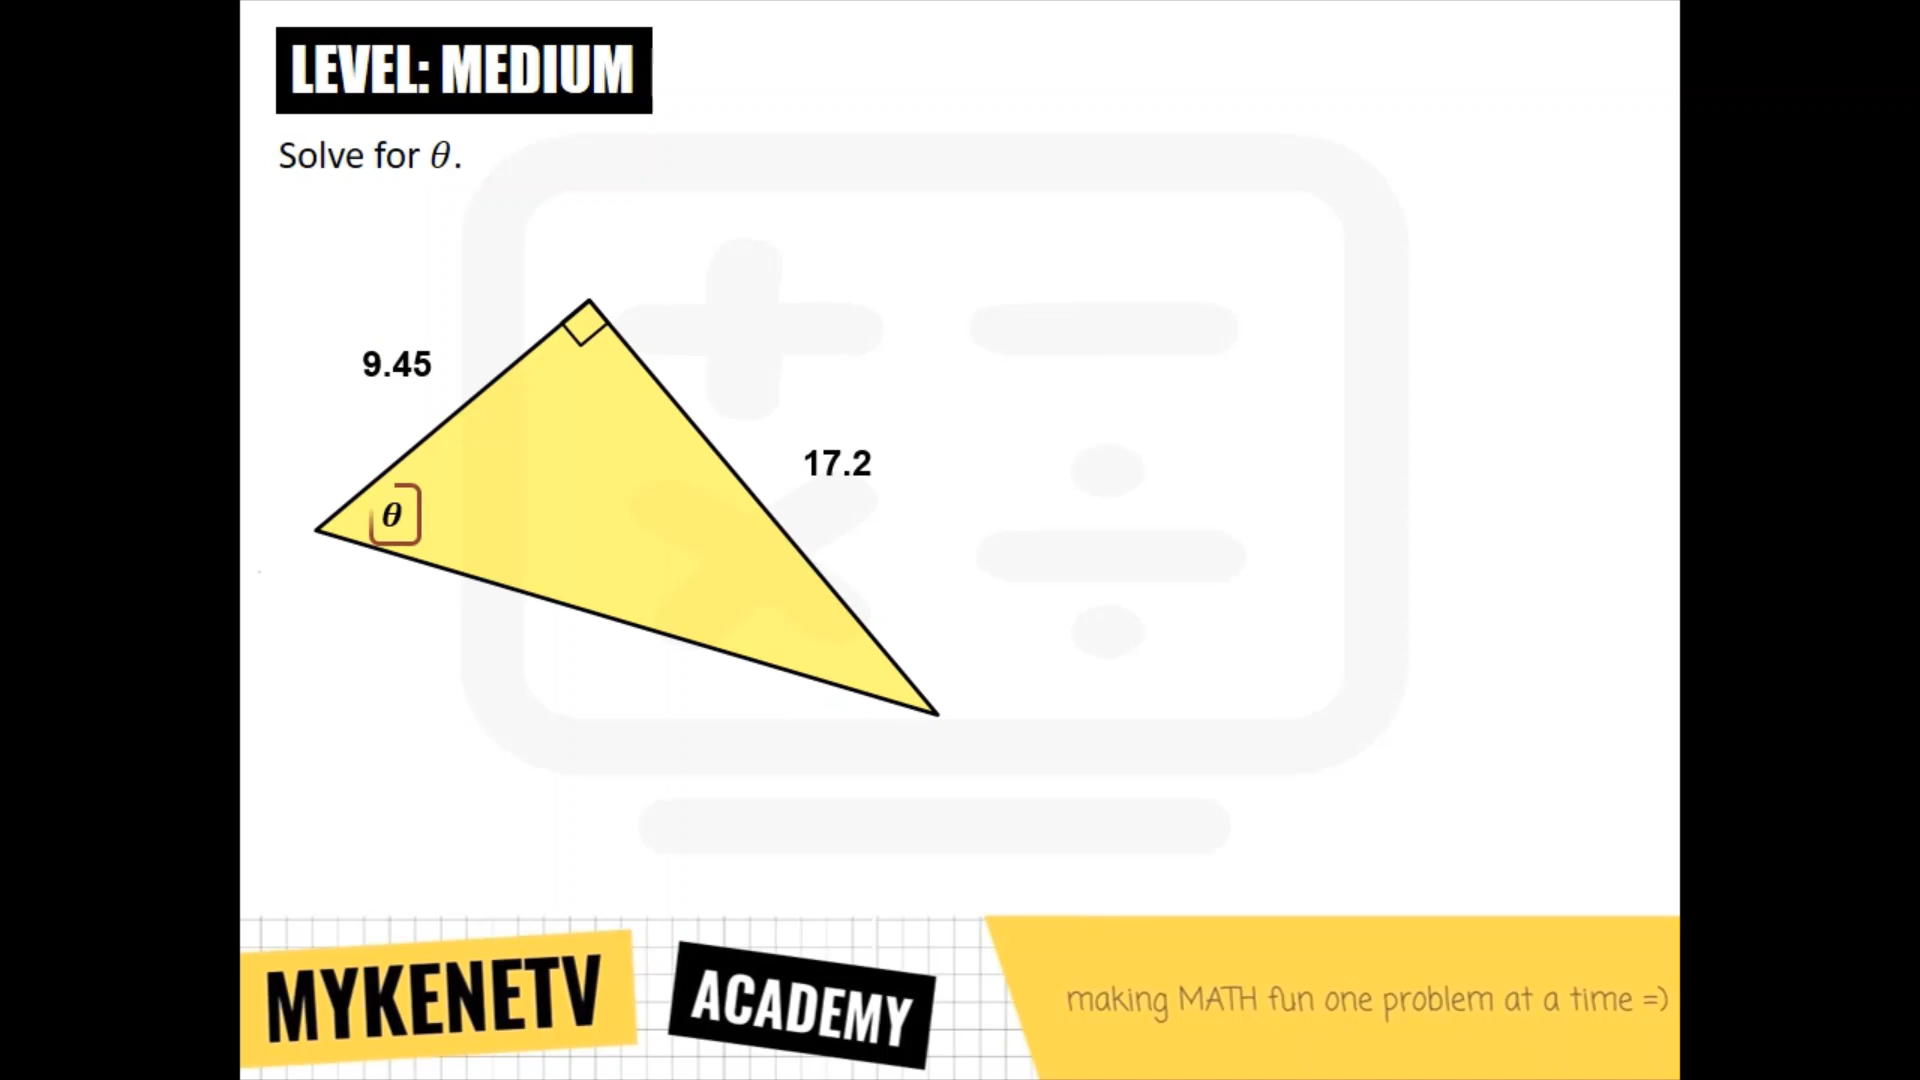 LEVEL: MEDIUM
Solve for θ.
9.45
17.2
θ
MYKENETV
ACADEMY
making MATH fun one problem at a time =)